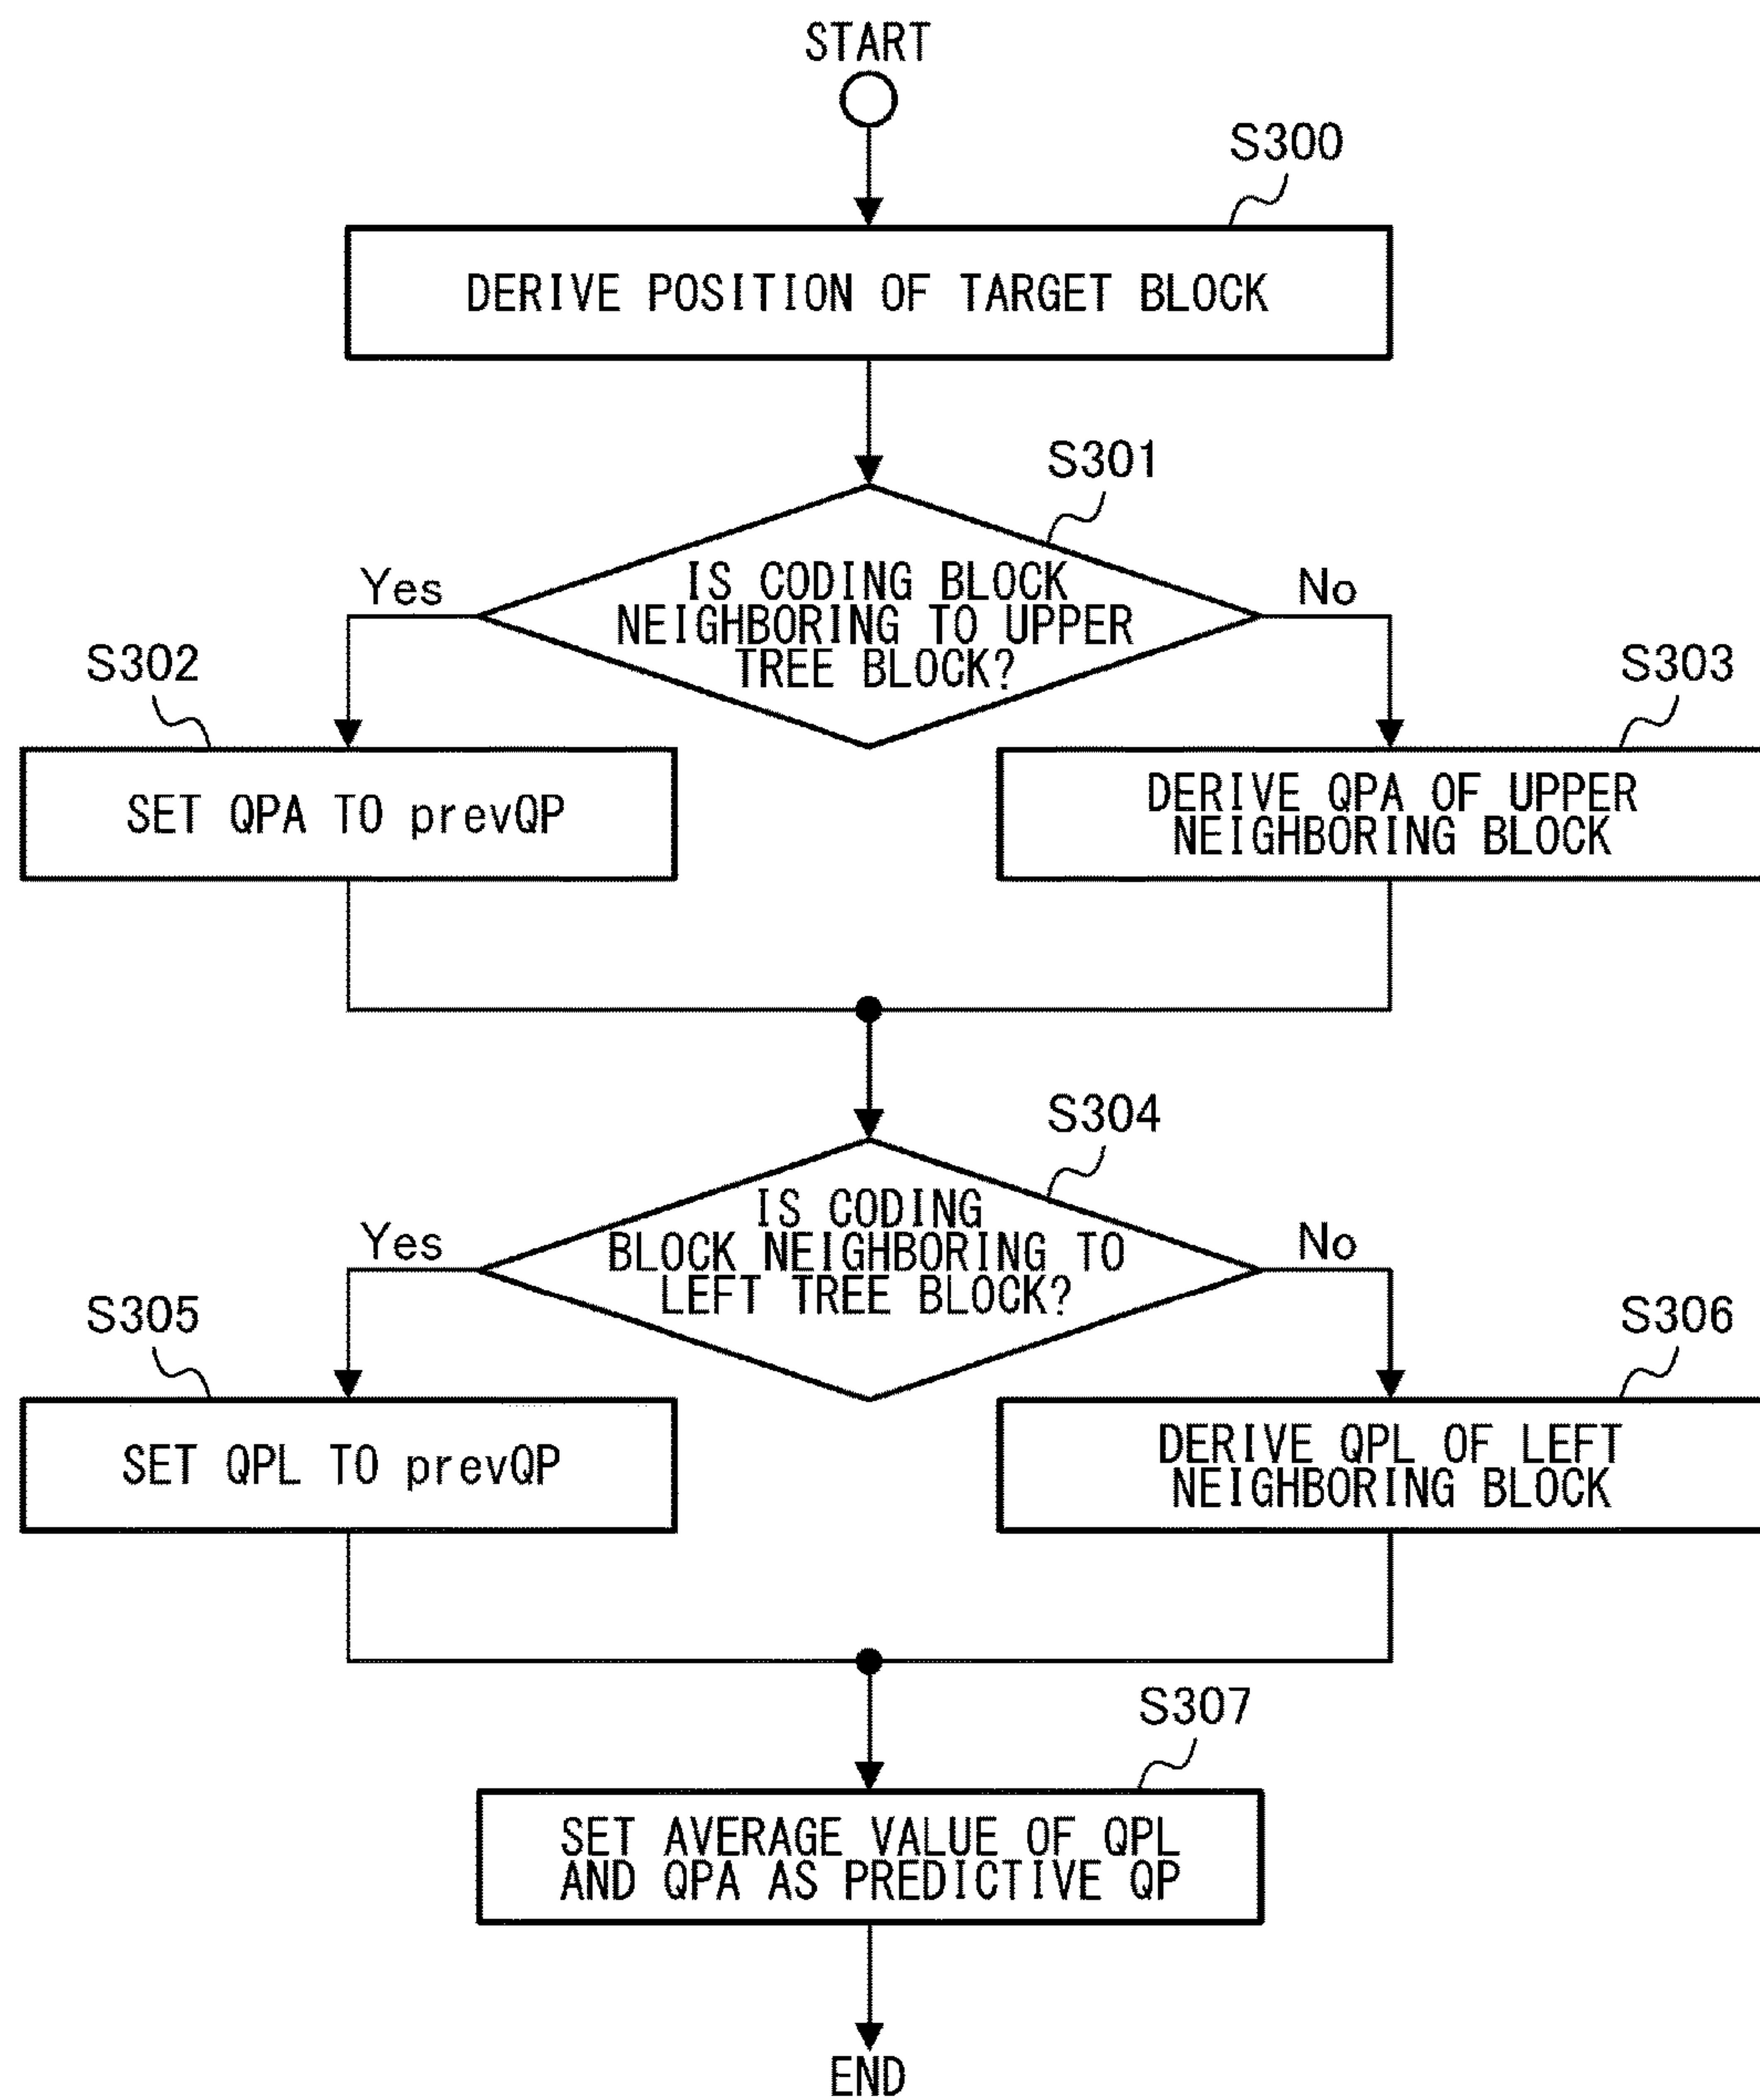 START
S300
DERIVE POSITION OF TARGET BLOCK
S301
IS CODING BLOCK
NEIGHBORING TO UPPER
TREE BLOCK?
Yes
No
S302
S303
SET QPA TO prevQP
DERIVE QPA OF UPPER
NEIGHBORING BLOCK
S304
IS CODING
BLOCK NEIGHBORING TO
LEFT TREE BLOCK?
Yes
No
S305
S306
SET QPL TO prevQP
DERIVE QPL OF LEFT
NEIGHBORING BLOCK
S307
SET AVERAGE VALUE OF QPL
AND QPA AS PREDICTIVE QP
END